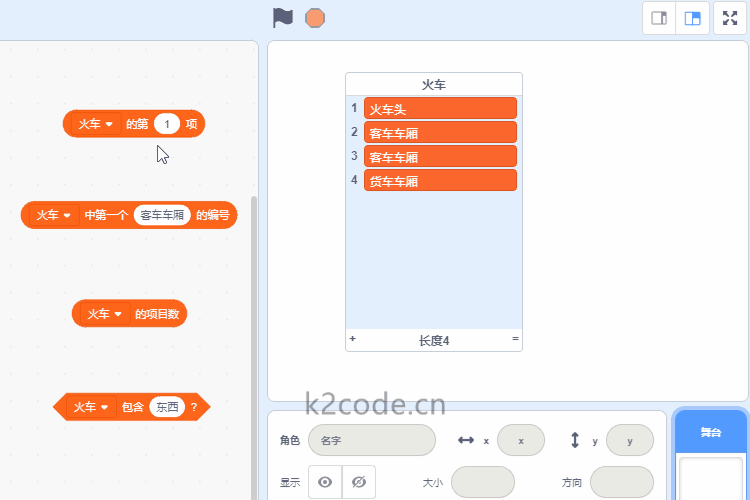 火车 的第 1 项
火车 中第一个 客车车厢 的编号
火车 的项目数
火车 包含 东西 ?
火车
1 火车头
2 客车车厢
3 客车车厢
4 货车车厢
+ 长度4 =
k2code.cn
角色 名字 x x y y
显示 大小 方向
舞台